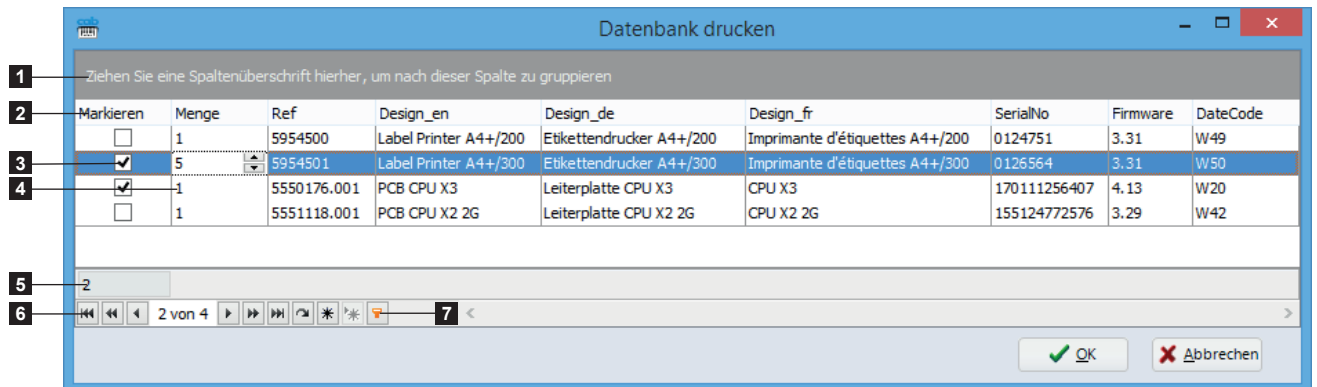 cab
Datenbank drucken
1
Ziehen Sie eine Spaltenüberschrift hierher, um nach dieser Spalte zu gruppieren
2
Markieren Menge Ref Design_en Design_de Design_fr SerialNo Firmware DateCode
1 5954500 Label Printer A4+/200 Etikettendrucker A4+/200 Imprimante d'étiquettes A4+/200 0124751 3.31 W49
3
5 5954501 Label Printer A4+/300 Etikettendrucker A4+/300 Imprimante d'étiquettes A4+/300 0126564 3.31 W50
4
1 5550176.001 PCB CPU X3 Leiterplatte CPU X3 CPU X3 170111256407 4.13 W20
1 5551118.001 PCB CPU X2 2G Leiterplatte CPU X2 2G CPU X2 2G 155124772576 3.29 W42
5
2
6
2 von 4
7
OK Abbrechen